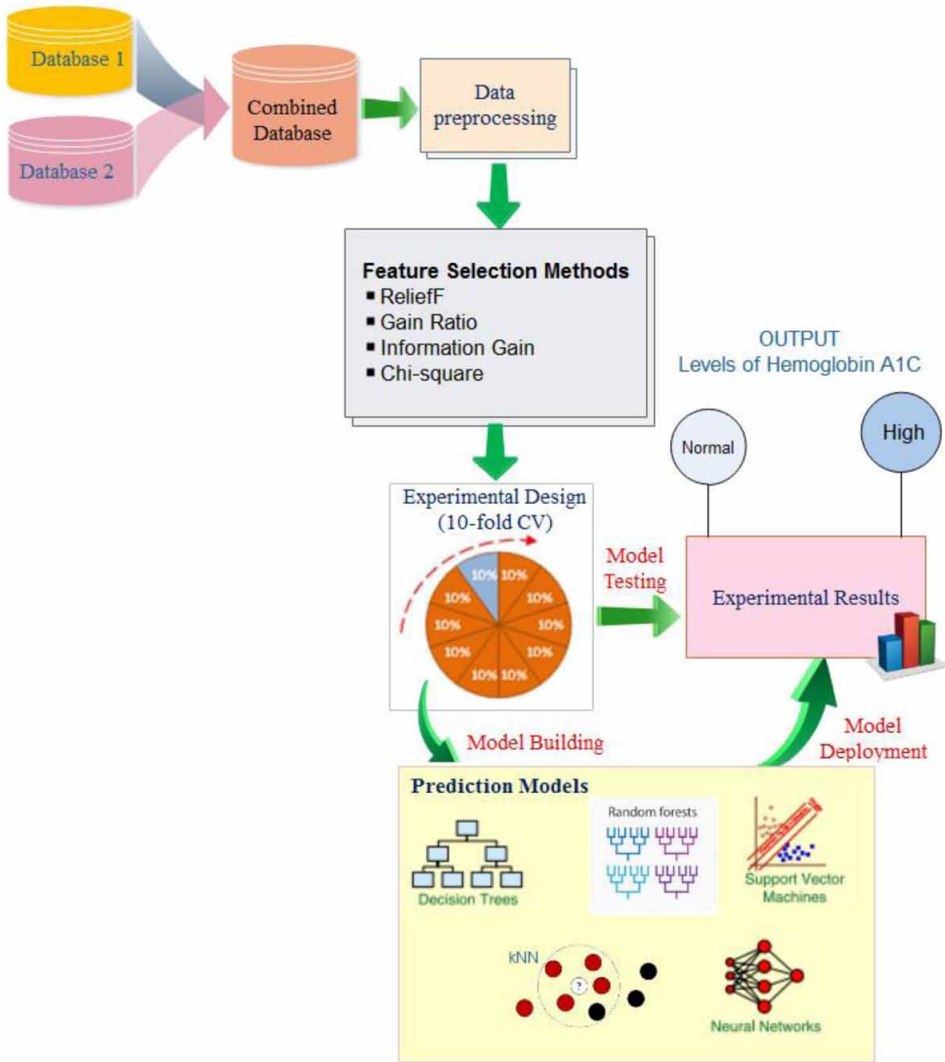 Database 1
Database 2
Combined
Database
Data
preprocessing
Feature Selection Methods
▪ ReliefF
▪ Gain Ratio
▪ Information Gain
▪ Chi-square
OUTPUT
Levels of Hemoglobin A1C
Normal
High
Experimental Design
(10-fold CV)
10%
10%
10%
10%
10%
10%
10%
10%
10%
10%
Model
Testing
Experimental Results
Model Building
Model
Deployment
Prediction Models
Decision Trees
Random forests
Support Vector
Machines
kNN
?
Neural Networks